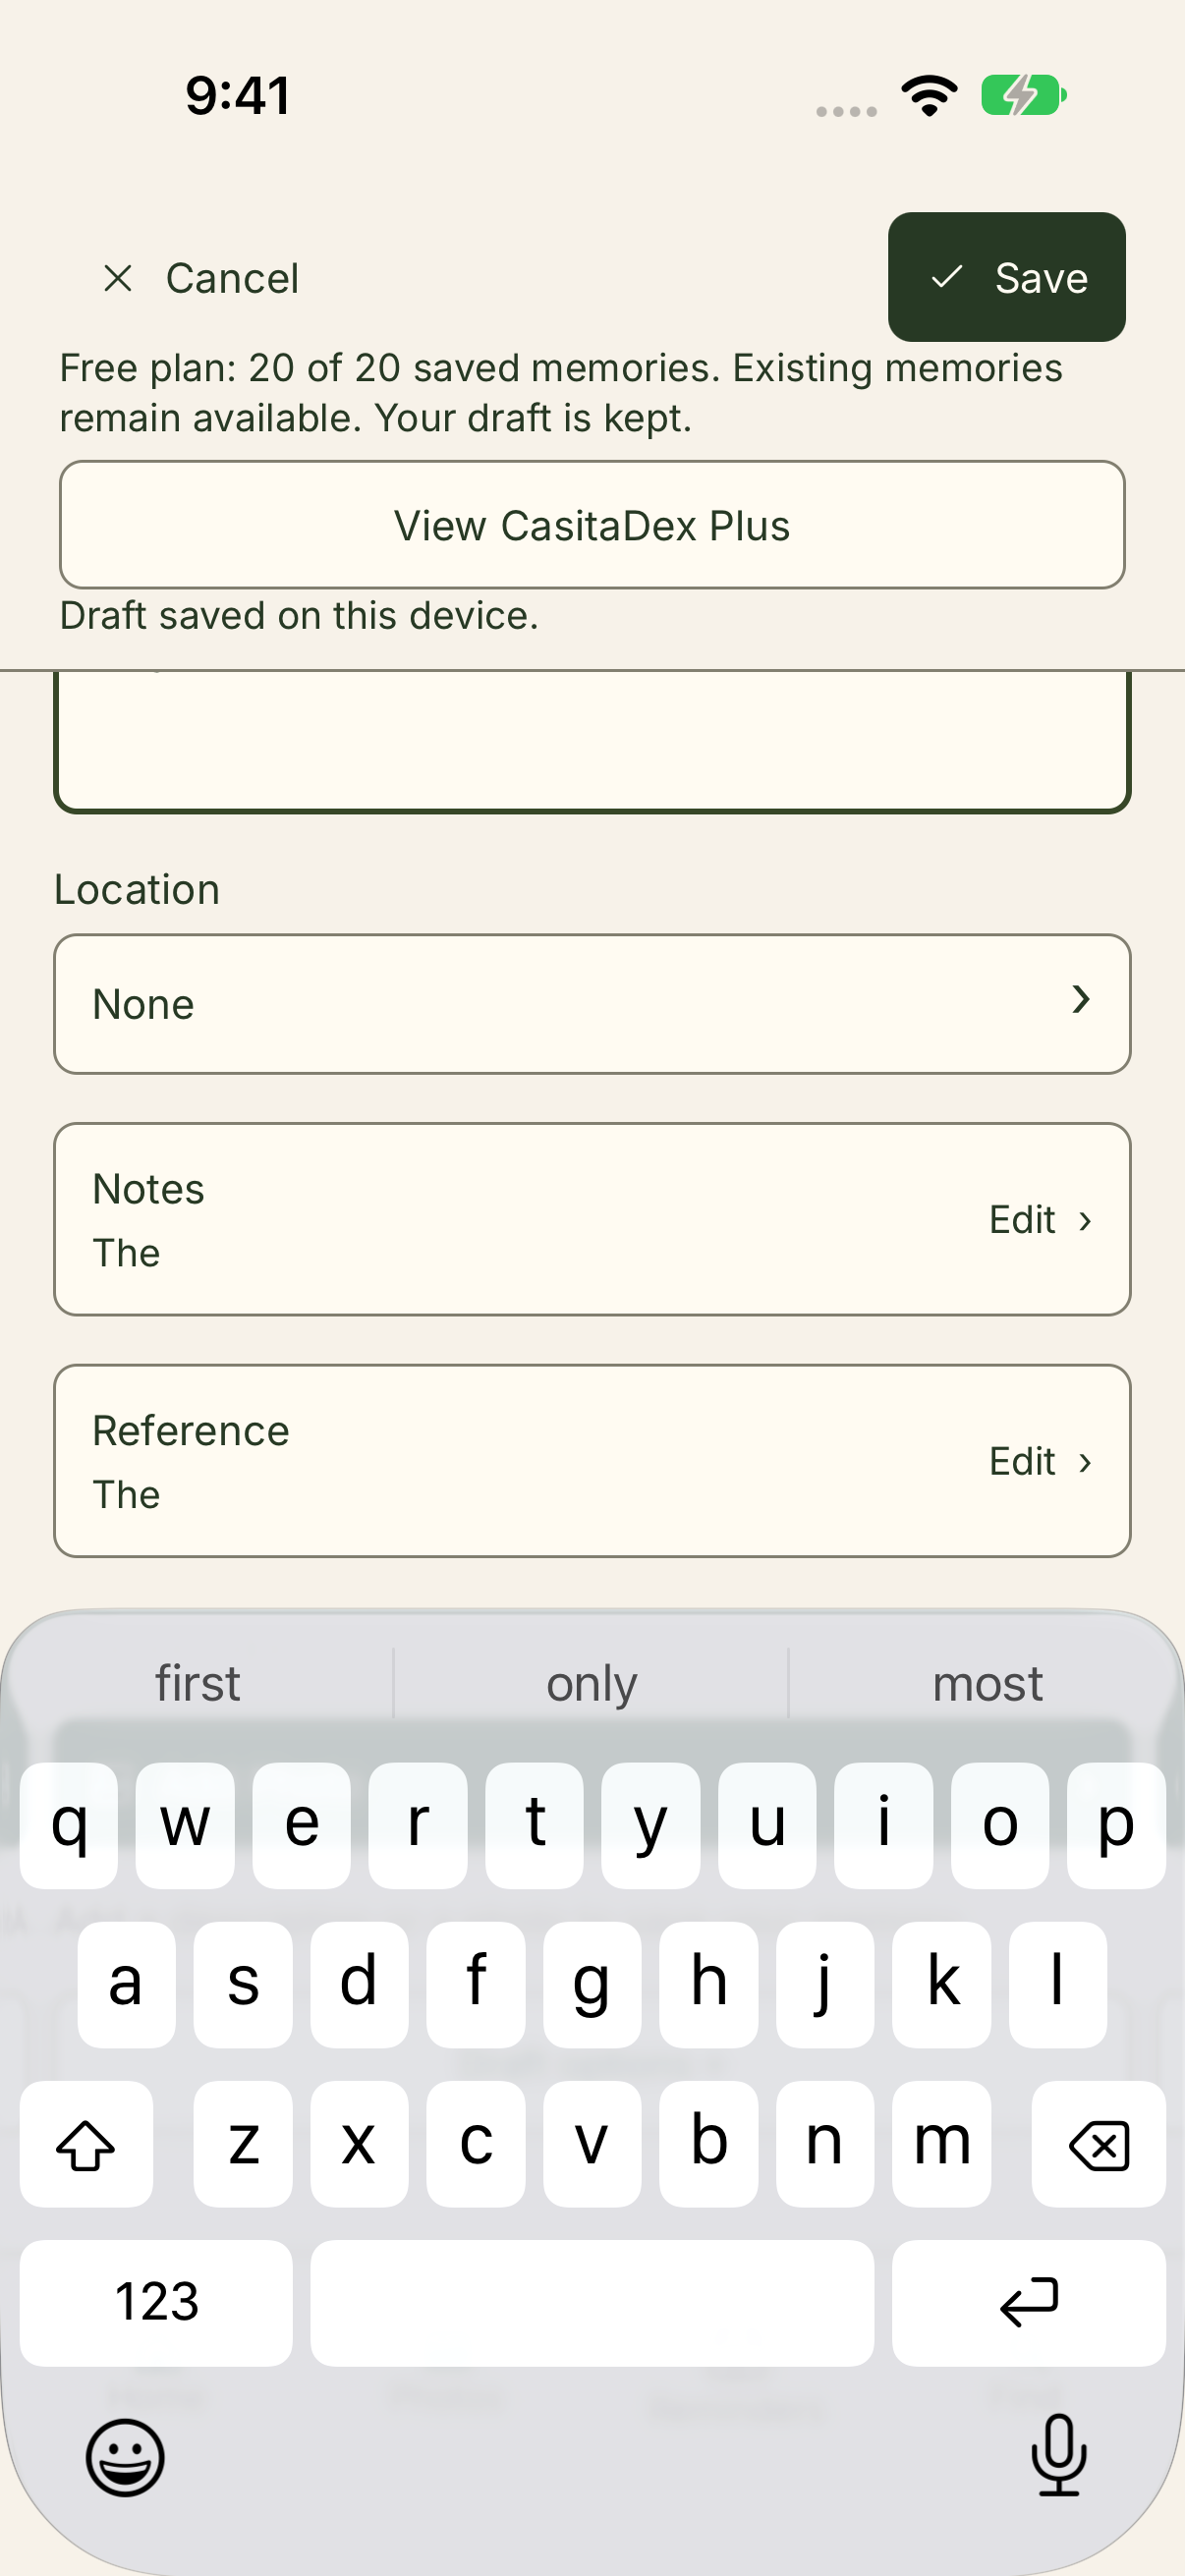 9:41
Cancel
Save
Free plan: 20 of 20 saved memories. Existing memories
remain available. Your draft is kept.
View CasitaDex Plus
Draft saved on this device.
Location
None
Notes
The
Edit
Reference
The
Edit
first only most
q w e r t y u i o p
a s d f g h j k l
z x c v b n m
123